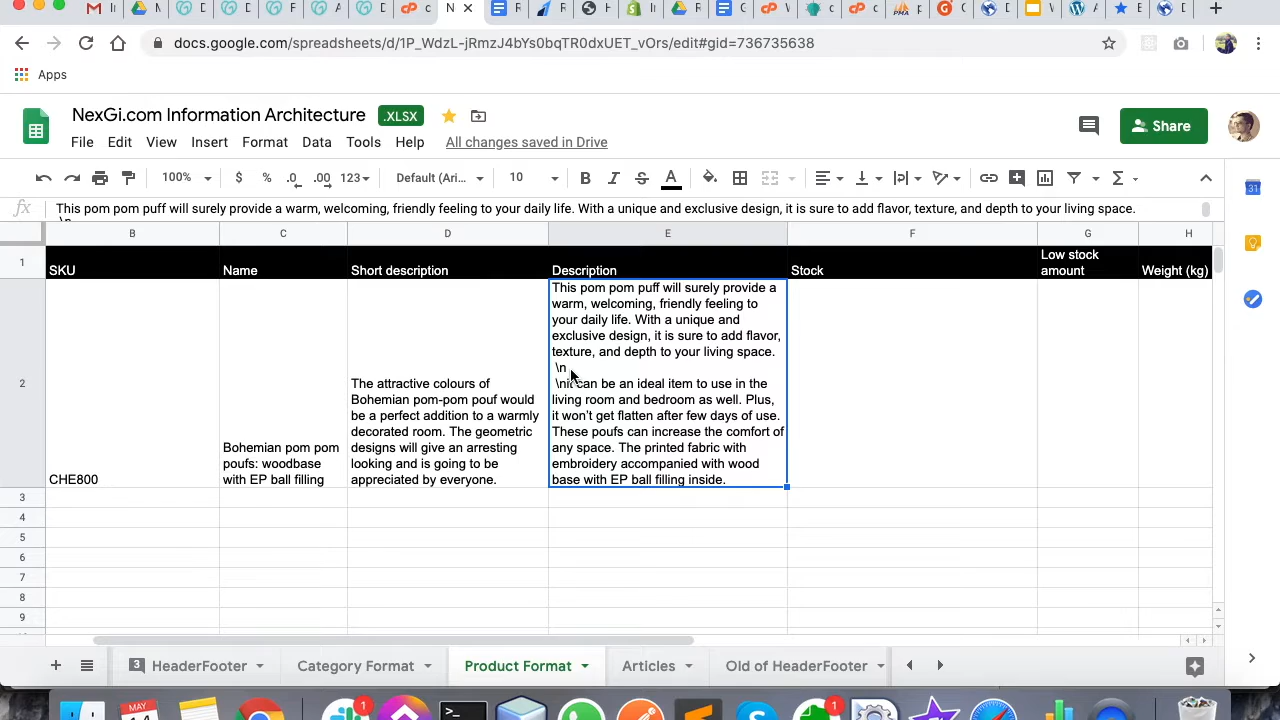 M
docs.google.com/spreadsheets/d/1P_WdzL-jRmzJ4bYs0bqTR0dxUET_vOrs/edit#gid=736735638
Apps
NexGi.com Information Architecture
.XLSX
File Edit View Insert Format Data Tools Help All changes saved in Drive
Share
100% $ % .0 .00 123 Default (Ari... 10 B I S A
31
fx This pom pom puff will surely provide a warm, welcoming, friendly feeling to your daily life. With a unique and exclusive design, it is sure to add flavor, texture, and depth to your living space.
B C D E F G H
1 SKU Name Short description Description Stock Low stock
amount Weight (kg)
2
CHE800
Bohemian pom pom
poufs: woodbase
with EP ball filling
The attractive colours of
Bohemian pom-pom pouf would
be a perfect addition to a warmly
decorated room. The geometric
designs will give an arresting
looking and is going to be
appreciated by everyone.
This pom pom puff will surely provide a
warm, welcoming, friendly feeling to
your daily life. With a unique and
exclusive design, it is sure to add flavor,
texture, and depth to your living space.
\n
can be an ideal item to use in the
living room and bedroom as well. Plus,
it won't get flatten after few days of use.
These poufs can increase the comfort of
any space. The printed fabric with
embroidery accompanied with wood
base with EP ball filling inside.
3
4
5
6
7
8
9
3 HeaderFooter Category Format Product Format Articles Old of HeaderFooter
MAY
1
1